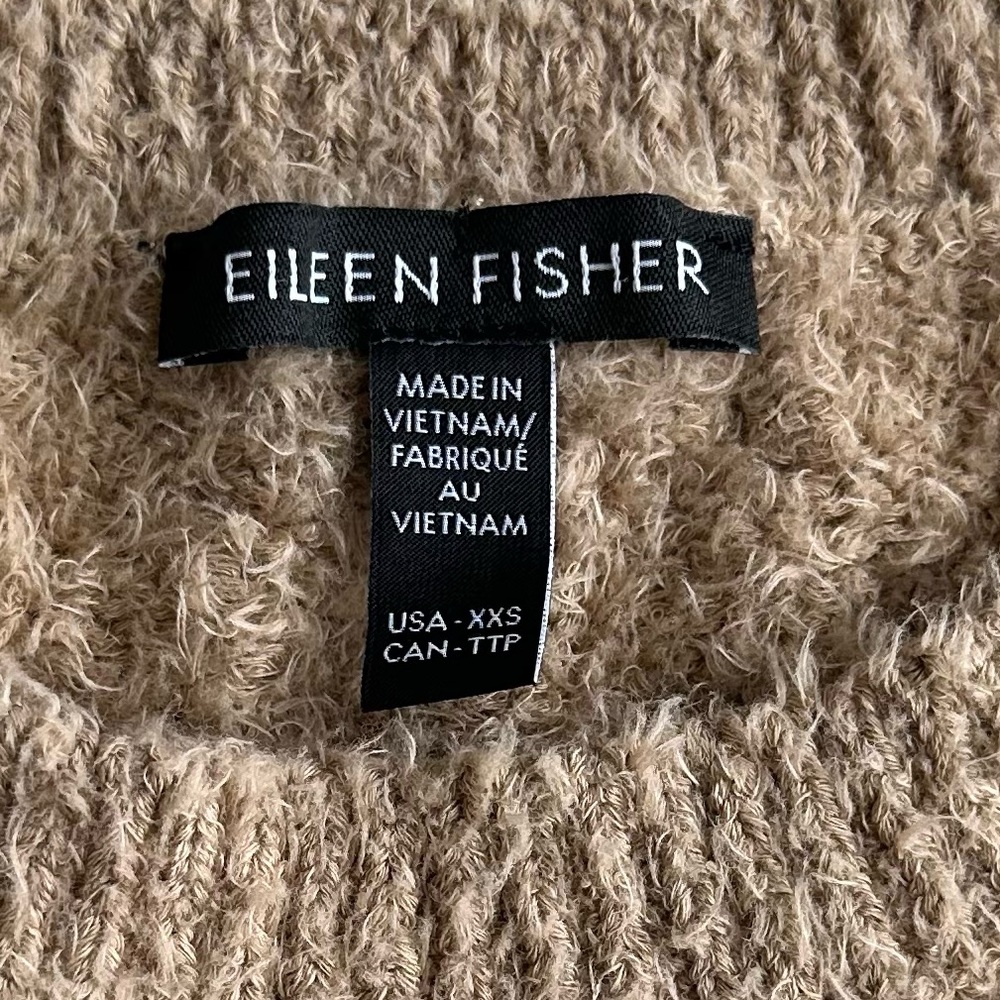 EILEEN FISHER
MADE IN
VIETNAM/
FABRIQUÉ
AU
VIETNAM
USA - XXS
CAN - TTP